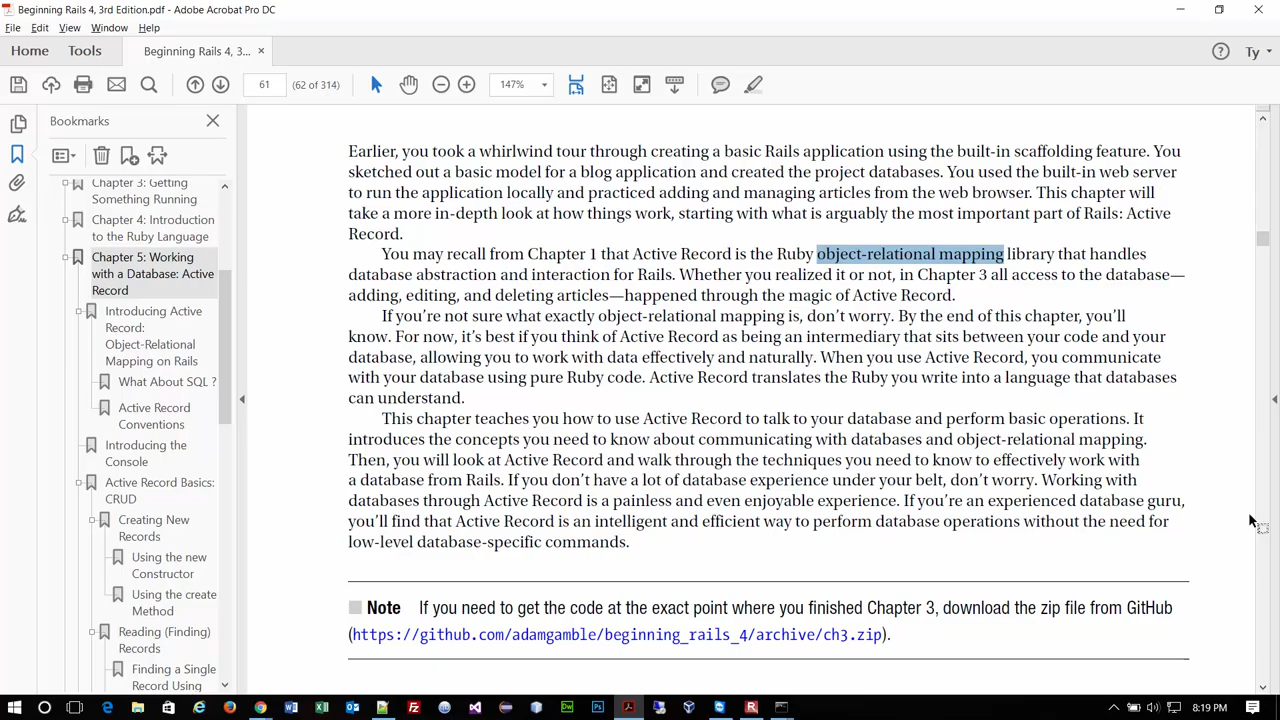 Beginning Rails 4, 3rd Edition.pdf - Adobe Acrobat Pro DC
File Edit View Window Help
Home Tools Beginning Rails 4, 3... × Ty
61 (62 of 314) 147%
Bookmarks
Chapter 3: Getting
Something Running
Chapter 4: Introduction
to the Ruby Language
Chapter 5: Working
with a Database: Active
Record
Introducing Active
Record:
Object-Relational
Mapping on Rails
What About SQL ?
Active Record
Conventions
Introducing the
Console
Active Record Basics:
CRUD
Creating New
Records
Using the new
Constructor
Using the create
Method
Reading (Finding)
Records
Finding a Single
Record Using
Earlier, you took a whirlwind tour through creating a basic Rails application using the built-in scaffolding feature. You
sketched out a basic model for a blog application and created the project databases. You used the built-in web server
to run the application locally and practiced adding and managing articles from the web browser. This chapter will
take a more in-depth look at how things work, starting with what is arguably the most important part of Rails: Active
Record.
You may recall from Chapter 1 that Active Record is the Ruby object-relational mapping library that handles
database abstraction and interaction for Rails. Whether you realized it or not, in Chapter 3 all access to the database—
adding, editing, and deleting articles—happened through the magic of Active Record.
If you're not sure what exactly object-relational mapping is, don't worry. By the end of this chapter, you'll
know. For now, it's best if you think of Active Record as being an intermediary that sits between your code and your
database, allowing you to work with data effectively and naturally. When you use Active Record, you communicate
with your database using pure Ruby code. Active Record translates the Ruby you write into a language that databases
can understand.
This chapter teaches you how to use Active Record to talk to your database and perform basic operations. It
introduces the concepts you need to know about communicating with databases and object-relational mapping.
Then, you will look at Active Record and walk through the techniques you need to know to effectively work with
a database from Rails. If you don't have a lot of database experience under your belt, don't worry. Working with
databases through Active Record is a painless and even enjoyable experience. If you're an experienced database guru,
you'll find that Active Record is an intelligent and efficient way to perform database operations without the need for
low-level database-specific commands.
Note If you need to get the code at the exact point where you finished Chapter 3, download the zip file from GitHub
(https://github.com/adamgamble/beginning_rails_4/archive/ch3.zip).
8:19 PM